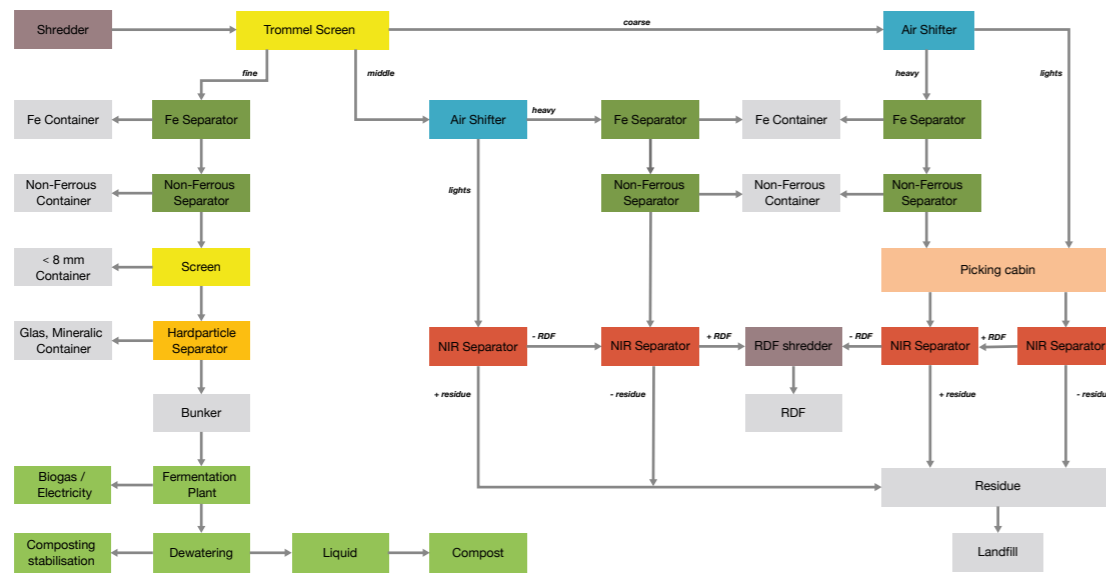 coarse
Shredder
Trommel Screen
Air Shifter
fine
middle
heavy
lights
Fe Container
Fe Separator
Air Shifter
heavy
Fe Separator
Fe Container
Fe Separator
Non-Ferrous
Container
Non-Ferrous
Separator
lights
Non-Ferrous
Separator
Non-Ferrous
Container
Non-Ferrous
Separator
< 8 mm
Container
Screen
Picking cabin
Glas, Mineralic
Container
Hardparticle
Separator
NIR Separator
- RDF
NIR Separator
+ RDF
RDF shredder
- RDF
NIR Separator
+ RDF
NIR Separator
+ residue
- residue
+ residue
- residue
Bunker
RDF
Biogas /
Electricity
Fermentation
Plant
Residue
Composting
stabilisation
Dewatering
Liquid
Compost
Landfill